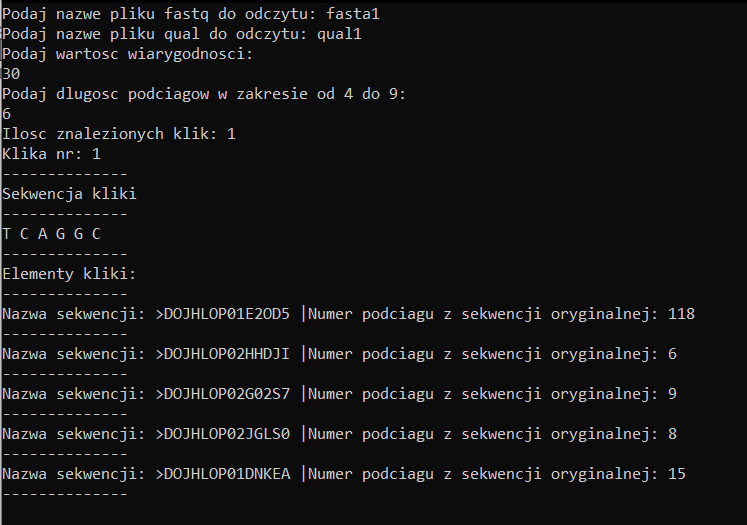 Podaj nazwe pliku fastq do odczytu: fasta1
Podaj nazwe pliku qual do odczytu: qual1
Podaj wartosc wiarygodnosci:
30
Podaj dlugosc podciagow w zakresie od 4 do 9:
6
Ilosc znalezionych klik: 1
Klika nr: 1
--------------
Sekwencja kliki
--------------
T C A G G C
--------------
Elementy kliki:
--------------
Nazwa sekwencji: >DOJHLOP01E2OD5 |Numer podciagu z sekwencji oryginalnej: 118
--------------
Nazwa sekwencji: >DOJHLOP02HHDJI |Numer podciagu z sekwencji oryginalnej: 6
--------------
Nazwa sekwencji: >DOJHLOP02G02S7 |Numer podciagu z sekwencji oryginalnej: 9
--------------
Nazwa sekwencji: >DOJHLOP02JGLS0 |Numer podciagu z sekwencji oryginalnej: 8
--------------
Nazwa sekwencji: >DOJHLOP01DNKEA |Numer podciagu z sekwencji oryginalnej: 15
--------------